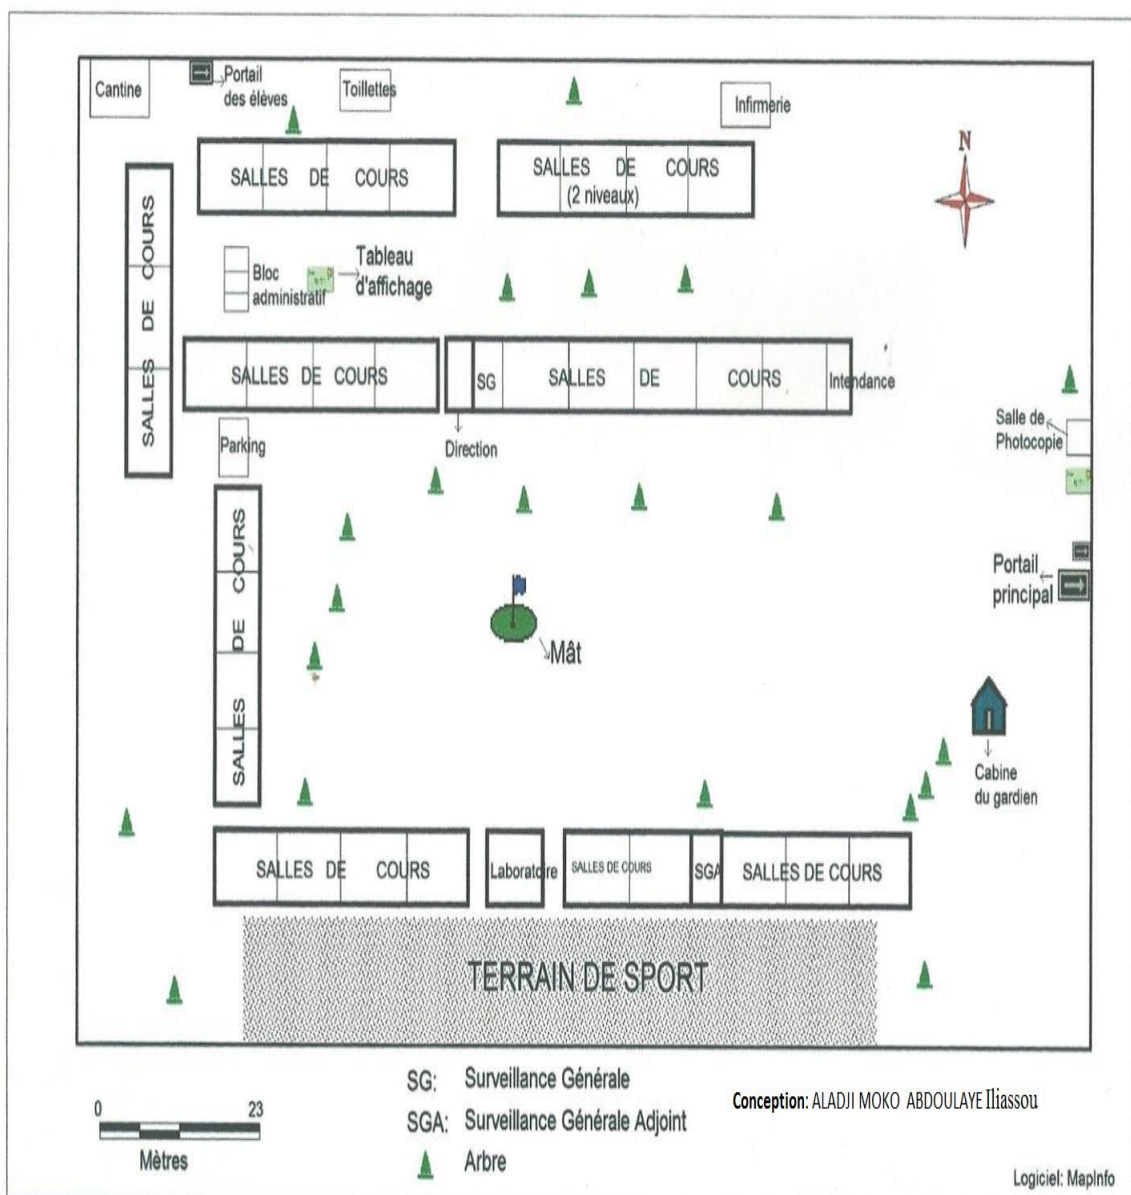 Cantine
Portail
des élèves
Toillettes
Infirmerie
N
SALLES DE COURS
SALLES DE COURS
(2 niveaux)
SALLES DE COURS
Bloc
administratif
Tableau
d'affichage
SALLES DE COURS
SG
SALLES DE COURS
Intendance
Parking
Direction
Salle de
Photocopie
SALLES DE COURS
Portail
principal
Mât
Cabine
du gardien
SALLES DE COURS
Laboratoire
SALLES DE COURS
SGA
SALLES DE COURS
TERRAIN DE SPORT
SG: Surveillance Générale
SGA: Surveillance Générale Adjoint
Arbre
0 23
Mètres
Conception: ALADJI MOKO ABDOULAYE Iliassou
Logiciel: MapInfo